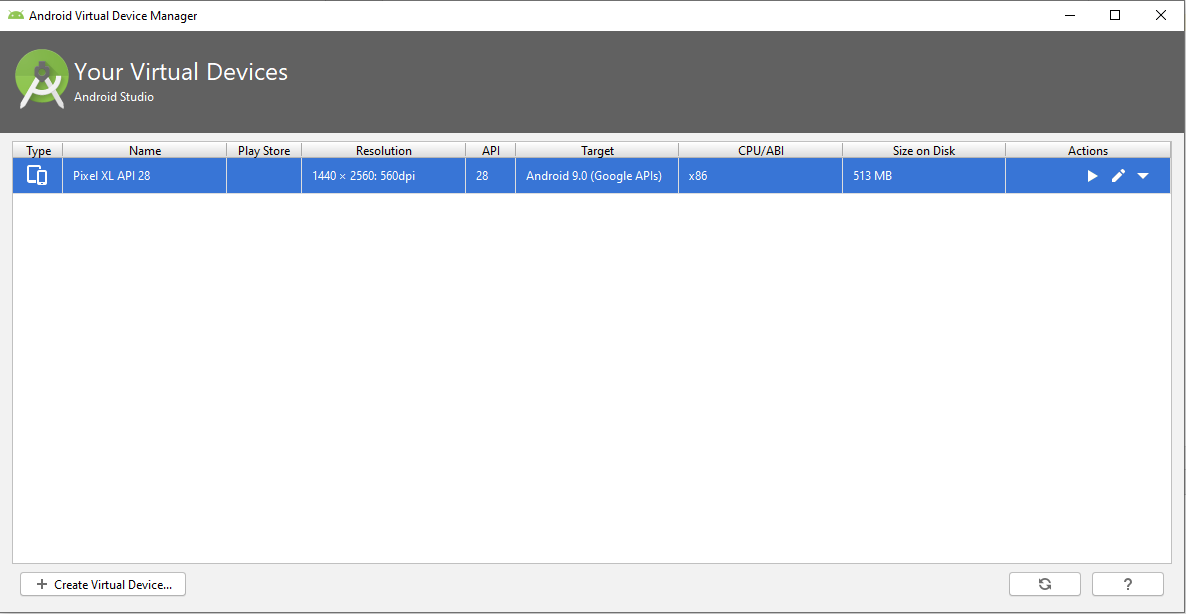 Android Virtual Device Manager
Your Virtual Devices
Android Studio
Type Name Play Store Resolution API Target CPU/ABI Size on Disk Actions
Pixel XL API 28 1440 × 2560: 560dpi 28 Android 9.0 (Google APIs) x86 513 MB
+ Create Virtual Device... ?